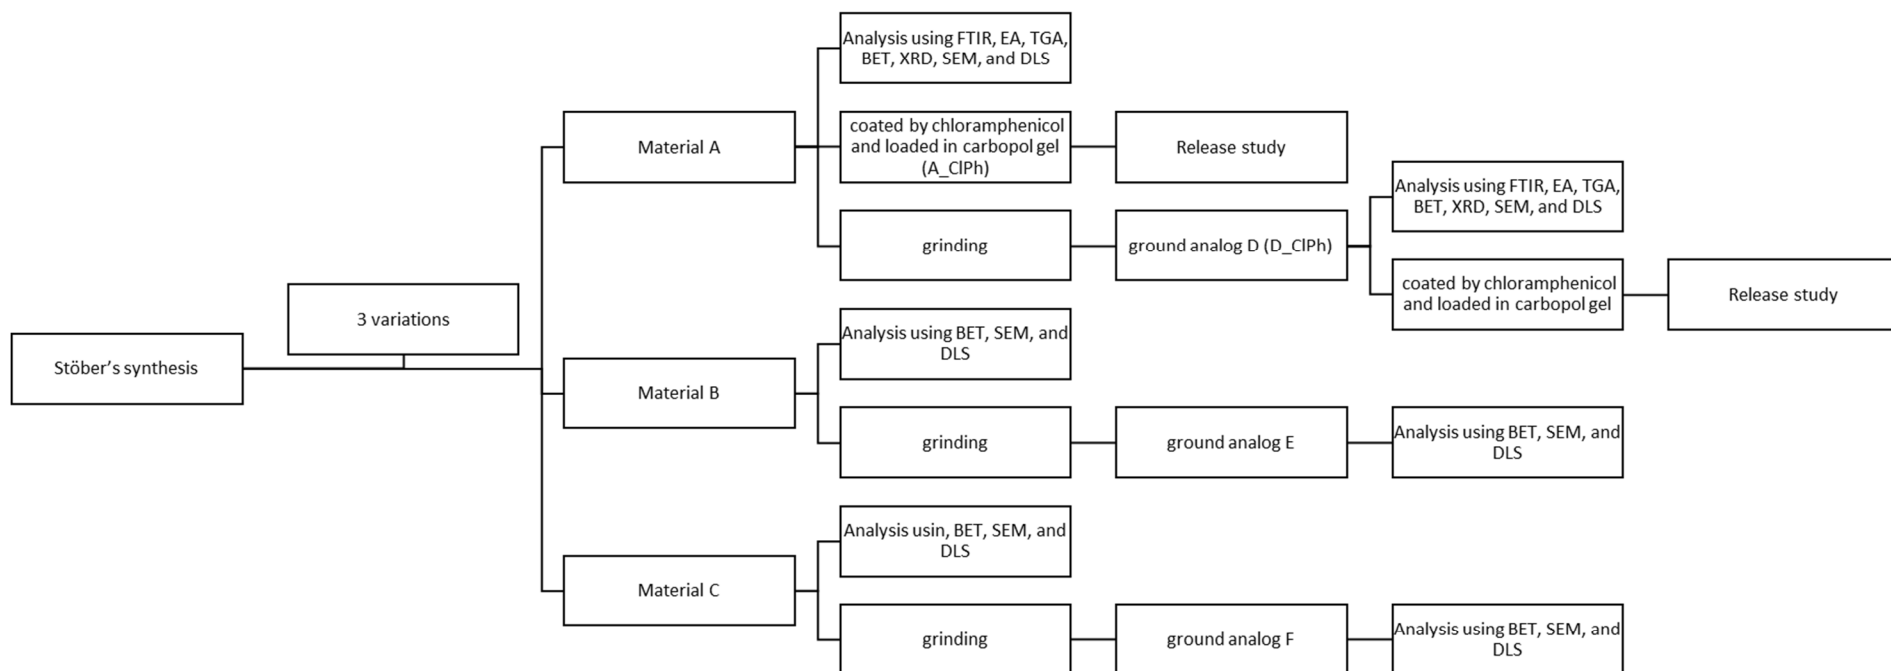 Stöber's synthesis
3 variations
Material A
Analysis using FTIR, EA, TGA,
BET, XRD, SEM, and DLS
coated by chloramphenicol
and loaded in carbopol gel
(A_ClPh)
Release study
grinding
ground analog D (D_ClPh)
Analysis using FTIR, EA, TGA,
BET, XRD, SEM, and DLS
coated by chloramphenicol
and loaded in carbopol gel
Release study
Material B
Analysis using BET, SEM, and
DLS
grinding
ground analog E
Analysis using BET, SEM, and
DLS
Material C
Analysis usin, BET, SEM, and
DLS
grinding
ground analog F
Analysis using BET, SEM, and
DLS